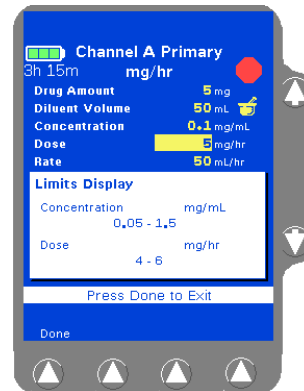 Channel A Primary
3h 15m mg/hr
Drug Amount 5 mg
Diluent Volume 50 mL
Concentration 0.1 mg/mL
Dose 5 mg/hr
Rate 50 mL/hr
Limits Display
Concentration mg/mL
0.05 - 1.5
Dose mg/hr
4 - 6
Press Done to Exit
Done